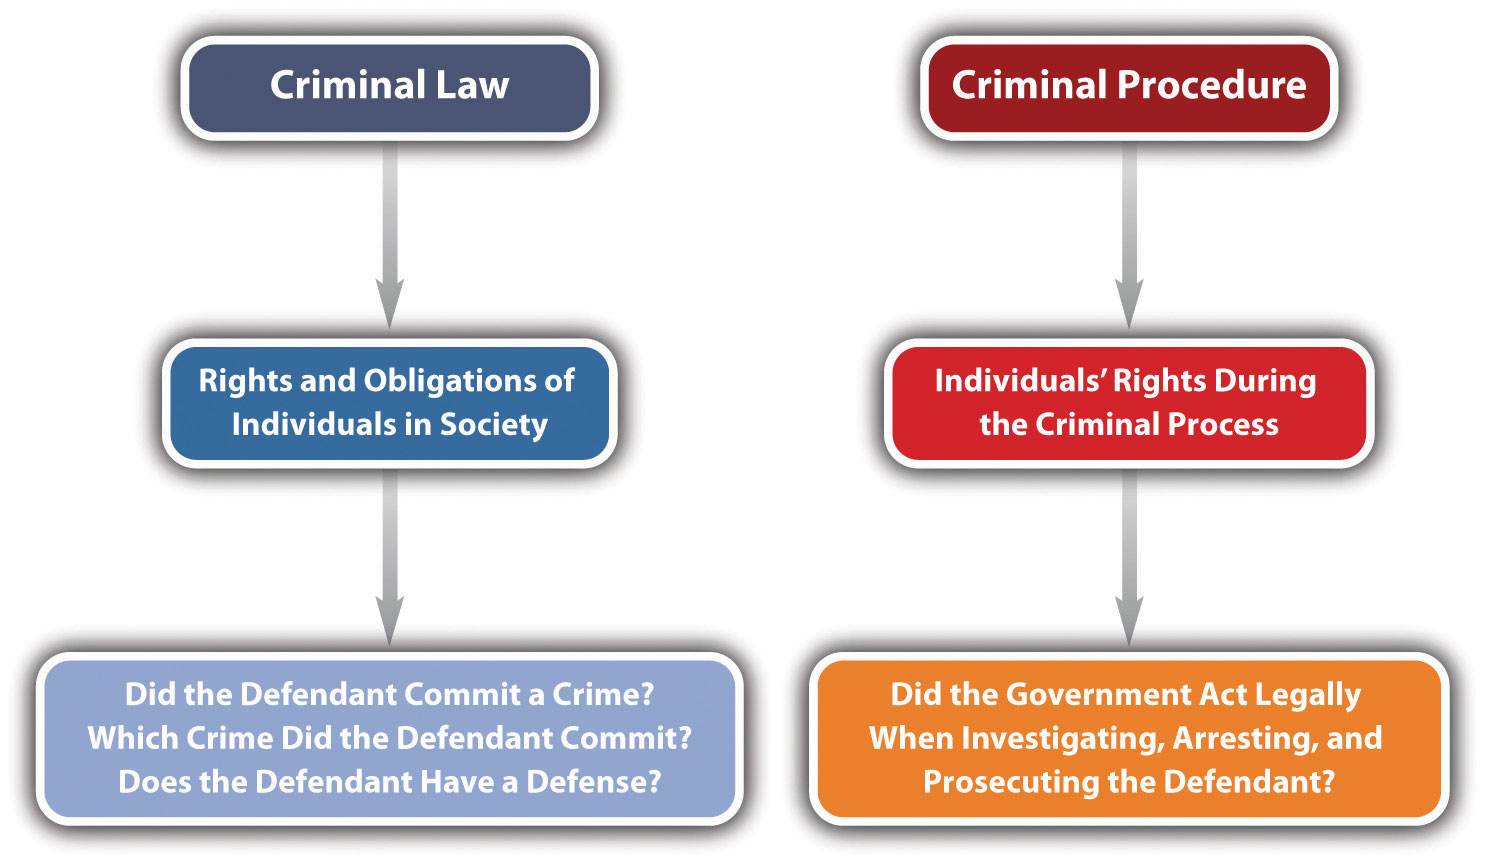 Criminal Law
Rights and Obligations of
Individuals in Society
Did the Defendant Commit a Crime?
Which Crime Did the Defendant Commit?
Does the Defendant Have a Defense?
Criminal Procedure
Individuals’ Rights During
the Criminal Process
Did the Government Act Legally
When Investigating, Arresting, and
Prosecuting the Defendant?